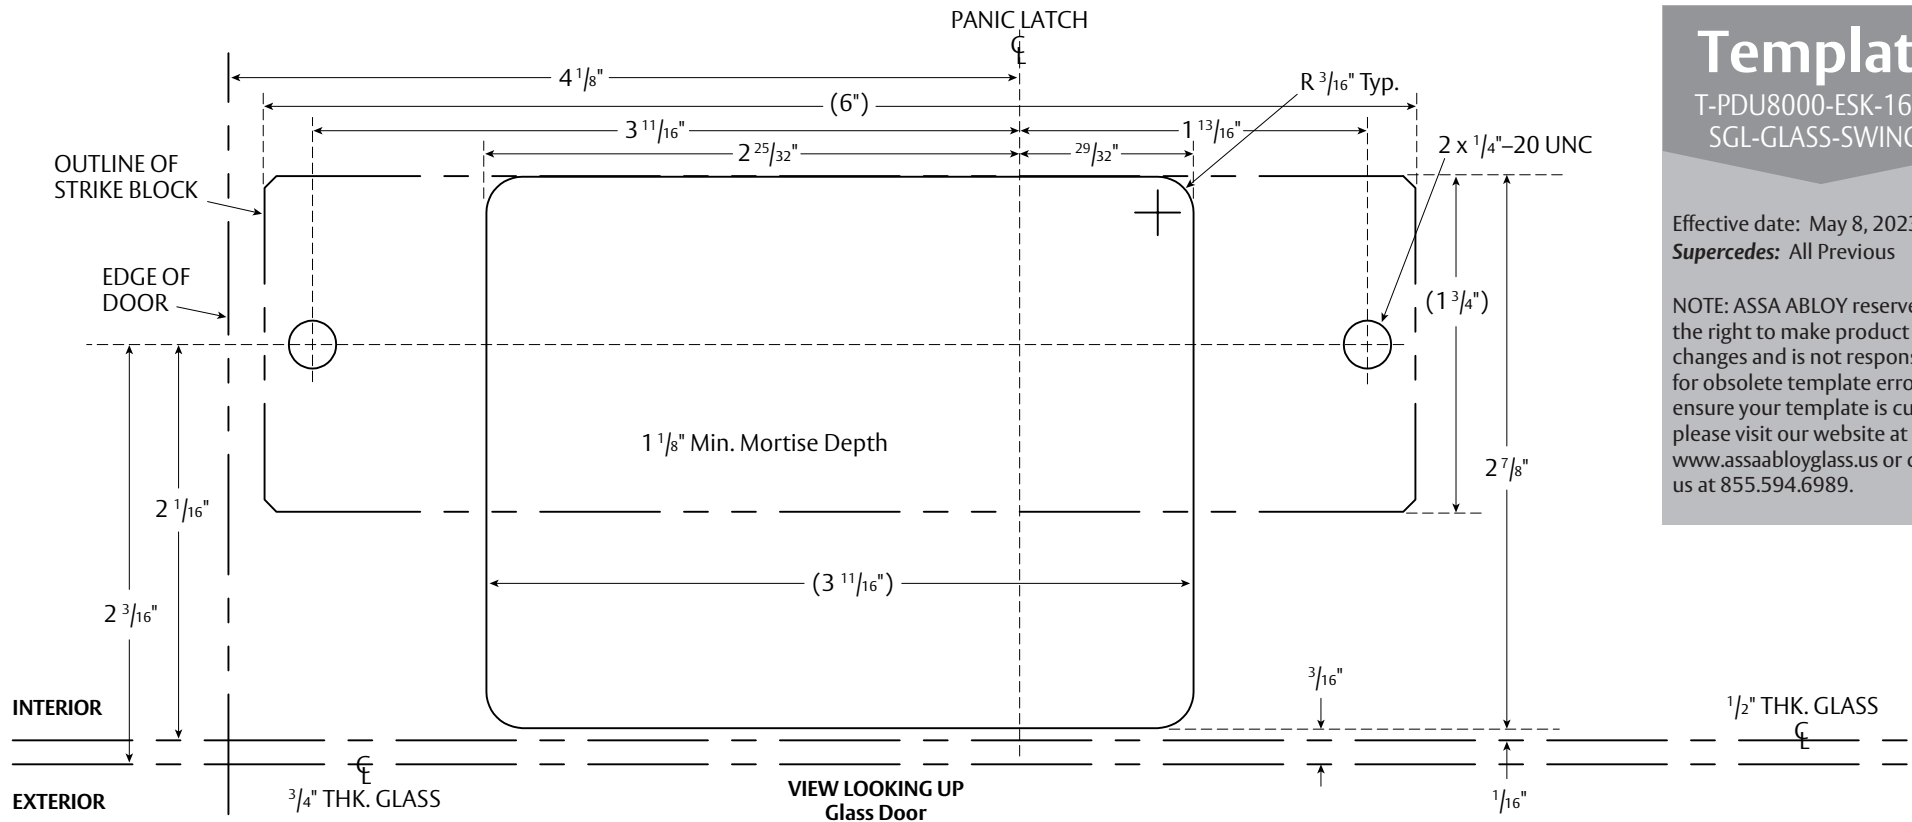 PANIC LATCH
℄
4 1/8"
(6")
R 3/16" Typ.
3 11/16"
1 13/16"
2 25/32"
29/32"
2 x 1/4"–20 UNC
OUTLINE OF
STRIKE BLOCK
EDGE OF
DOOR
(1 3/4")
1 1/8" Min. Mortise Depth
2 7/8"
2 1/16"
(3 11/16")
2 3/16"
3/16"
INTERIOR
1/2" THK. GLASS
℄
℄
3/4" THK. GLASS
EXTERIOR
VIEW LOOKING UP
Glass Door
1/16"
Templat
T-PDU8000-ESK-16
SGL-GLASS-SWING
Effective date: May 8, 2023
Supercedes: All Previous
NOTE: ASSA ABLOY reserve
the right to make product
changes and is not respons
for obsolete template erro
ensure your template is cu
please visit our website at
www.assaabloyglass.us or c
us at 855.594.6989.